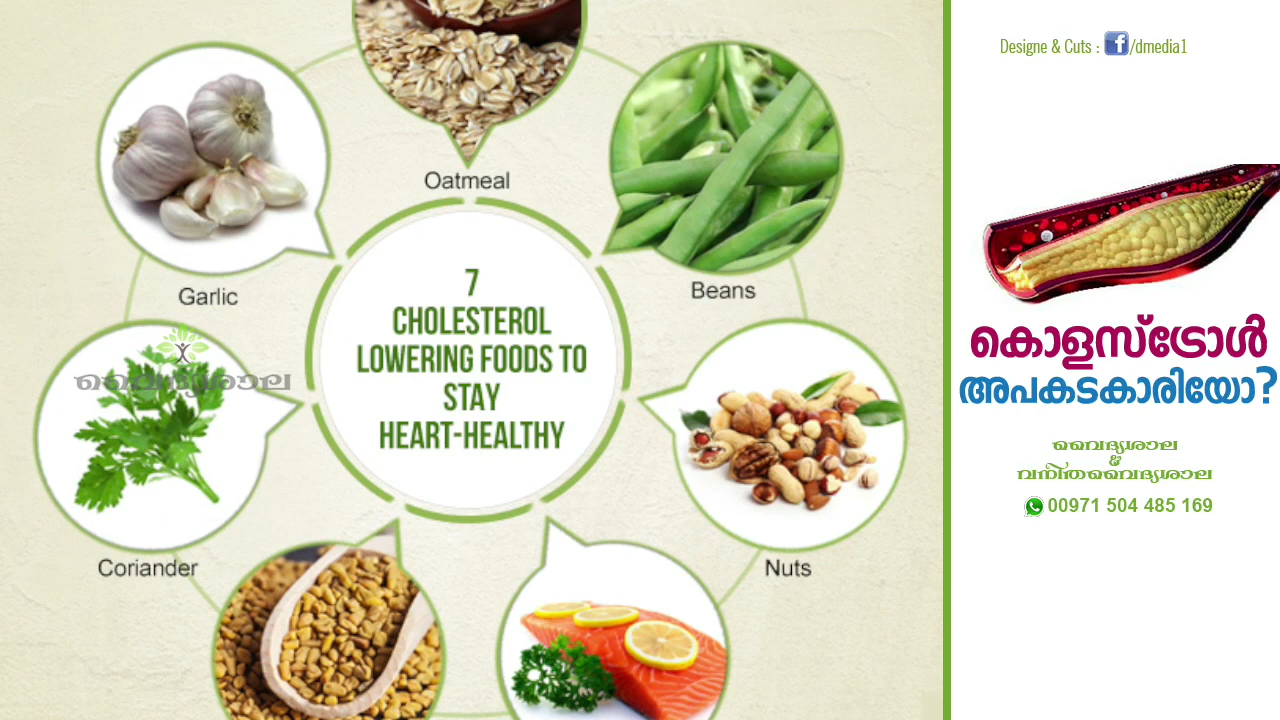 Oatmeal
Garlic
Beans
7
CHOLESTEROL
LOWERING FOODS TO
STAY
HEART-HEALTHY
വൈദ്യശാല
Coriander
Nuts
Designe & Cuts : f/dmedia1
കൊളസ്ട്രോൾ
അപകടകാരിയോ?
വൈദ്യശാല
&
വനിതവൈദ്യശാല
00971 504 485 169